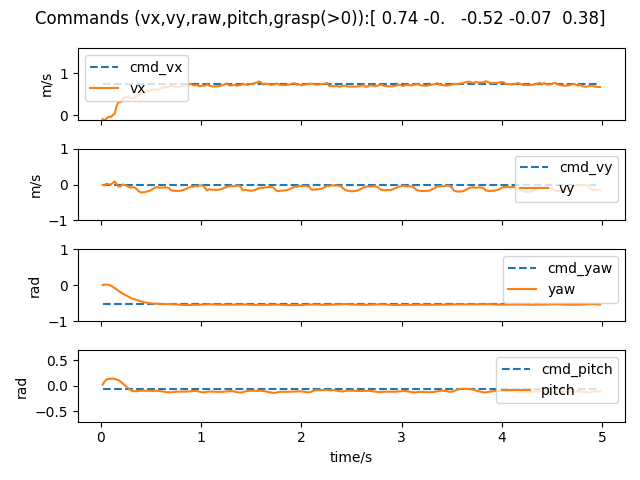 Commands (vx,vy,raw,pitch,grasp(>0)):[ 0.74 -0.   -0.52 -0.07  0.38]
m/s
1
0
cmd_vx
vx
m/s
1
0
−1
cmd_vy
vy
rad
1
0
−1
cmd_yaw
yaw
rad
0.5
0.0
−0.5
cmd_pitch
pitch
0 1 2 3 4 5
time/s